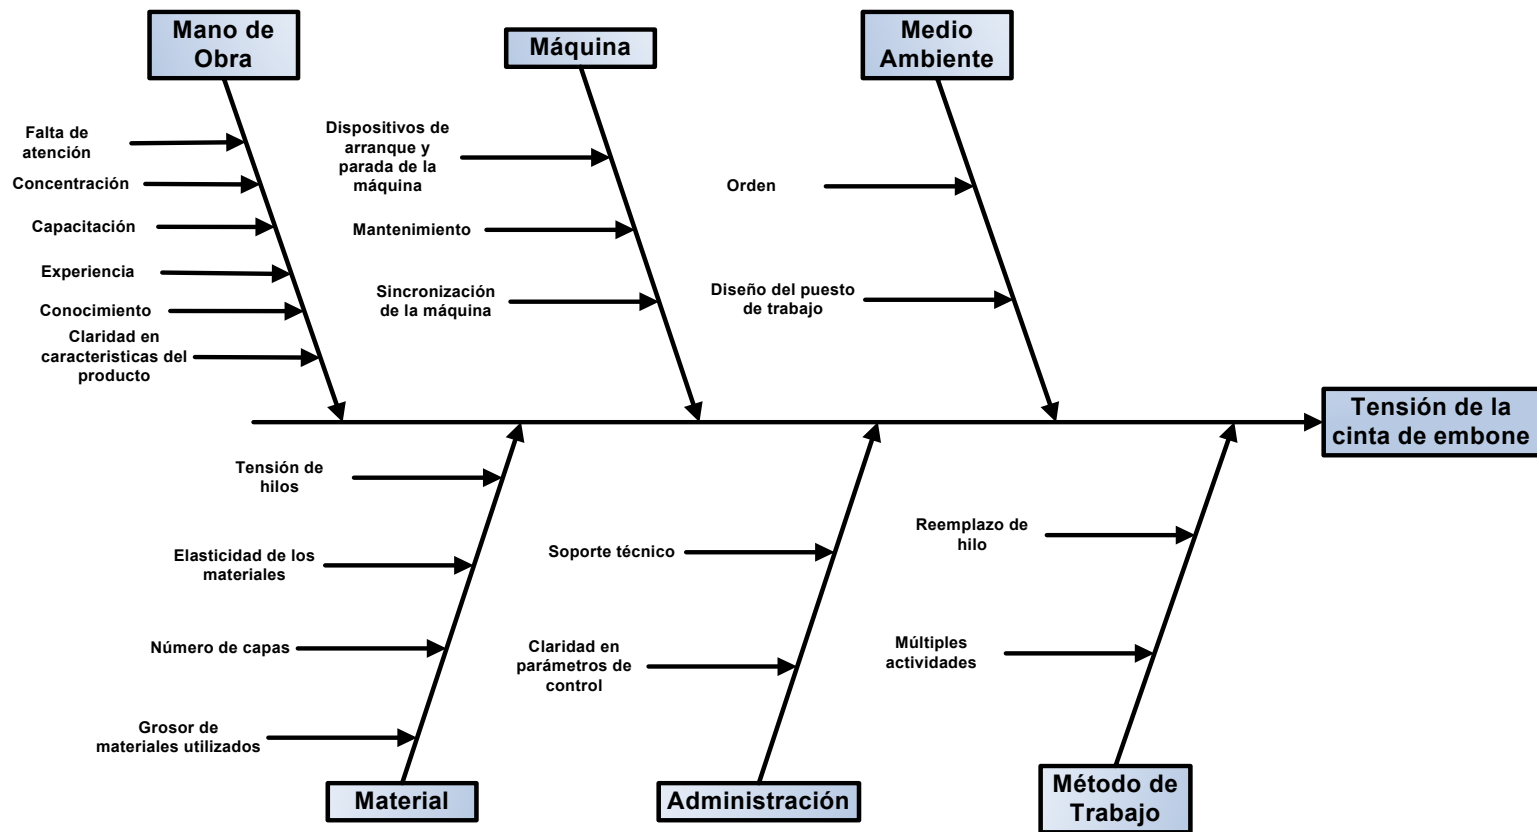 Mano de
Obra
Máquina
Medio
Ambiente
Falta de
atención
Concentración
Capacitación
Experiencia
Conocimiento
Claridad en
caracteristicas del
producto
Dispositivos de
arranque y
parada de la
máquina
Mantenimiento
Sincronización
de la máquina
Orden
Diseño del puesto
de trabajo
Tensión de la
cinta de embone
Tensión de
hilos
Elasticidad de los
materiales
Número de capas
Grosor de
materiales utilizados
Soporte técnico
Claridad en
parámetros de
control
Reemplazo de
hilo
Múltiples
actividades
Material
Administración
Método de
Trabajo